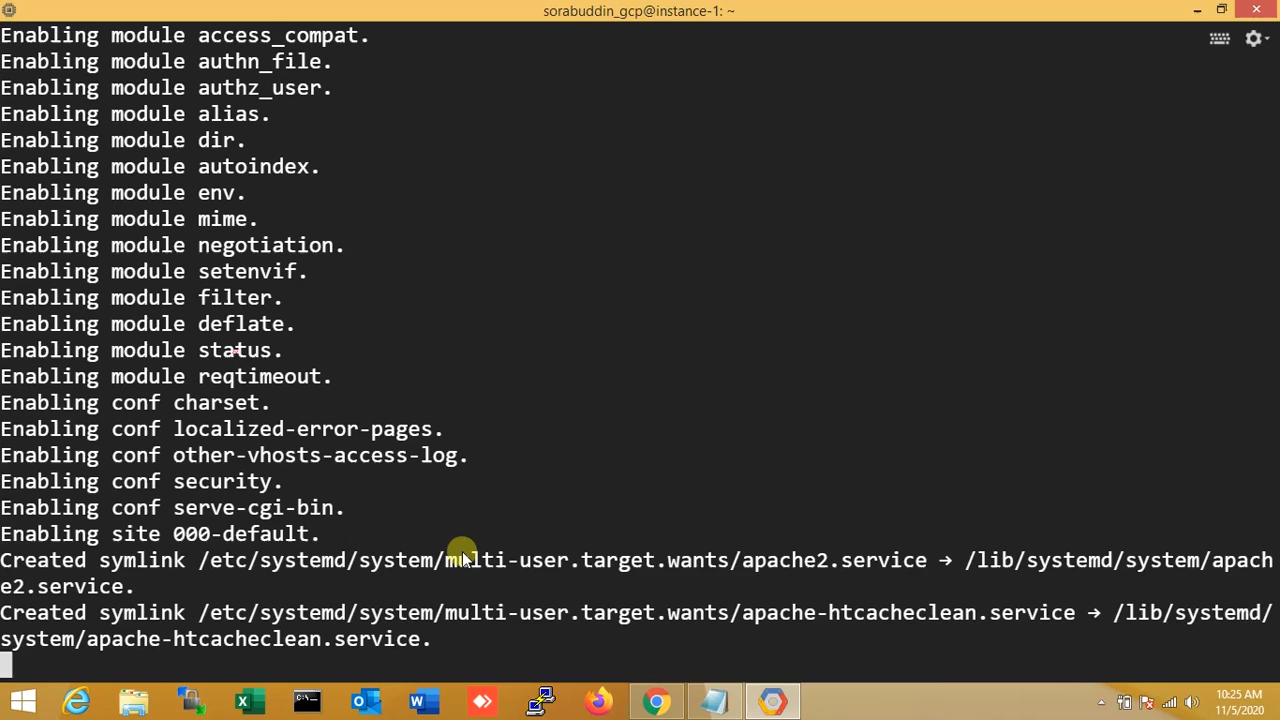 sorabuddin_gcp@instance-1: ~
Enabling module access_compat.
Enabling module authn_file.
Enabling module authz_user.
Enabling module alias.
Enabling module dir.
Enabling module autoindex.
Enabling module env.
Enabling module mime.
Enabling module negotiation.
Enabling module setenvif.
Enabling module filter.
Enabling module deflate.
Enabling module status.
Enabling module reqtimeout.
Enabling conf charset.
Enabling conf localized-error-pages.
Enabling conf other-vhosts-access-log.
Enabling conf security.
Enabling conf serve-cgi-bin.
Enabling site 000-default.
Created symlink /etc/systemd/system/multi-user.target.wants/apache2.service → /lib/systemd/system/apach
e2.service.
Created symlink /etc/systemd/system/multi-user.target.wants/apache-htcacheclean.service → /lib/systemd/
system/apache-htcacheclean.service.
10:25 AM
11/5/2020